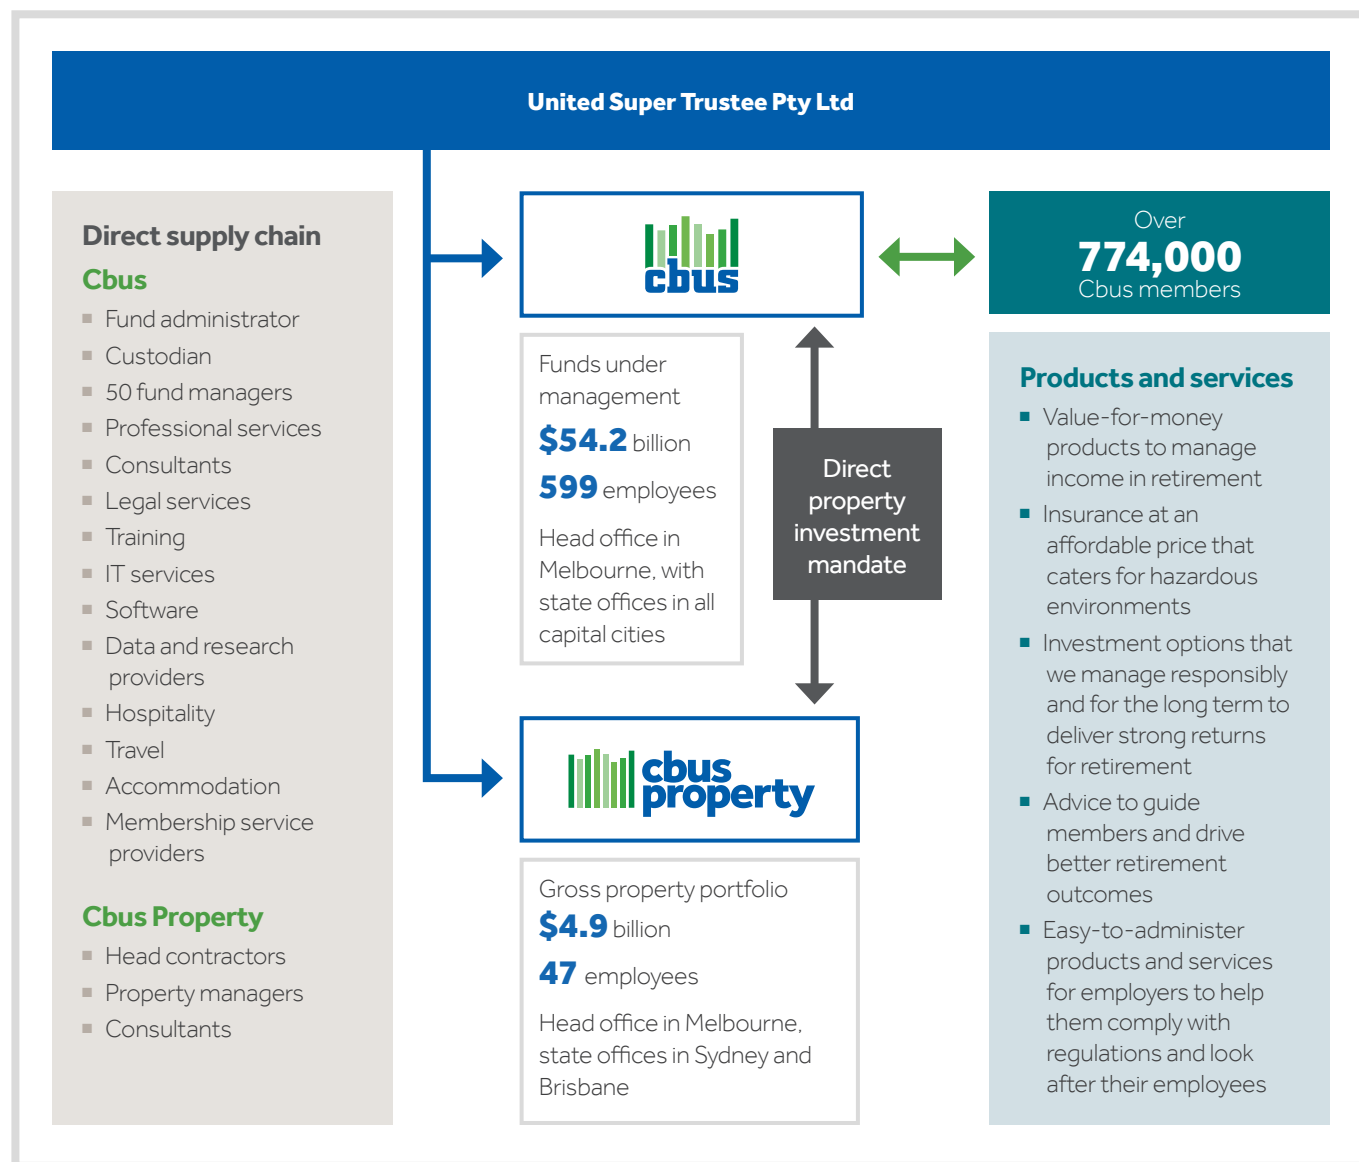 United Super Trustee Pty Ltd
Direct supply chain
Cbus
Fund administrator
Custodian
50 fund managers
Professional services
Consultants
Legal services
Training
IT services
Software
Data and research
providers
Hospitality
Travel
Accommodation
Membership service
providers
Cbus Property
Head contractors
Property managers
Consultants
cbus
Funds under
management
$54.2 billion
599 employees
Head office in
Melbourne, with
state offices in all
capital cities
Direct
property
investment
mandate
cbus
property
Gross property portfolio
$4.9 billion
47 employees
Head office in Melbourne,
state offices in Sydney and
Brisbane
Over
774,000
Cbus members
Products and services
Value-for-money
products to manage
income in retirement
Insurance at an
affordable price that
caters for hazardous
environments
Investment options that
we manage responsibly
and for the long term to
deliver strong returns
for retirement
Advice to guide
members and drive
better retirement
outcomes
Easy-to-administer
products and services
for employers to help
them comply with
regulations and look
after their employees